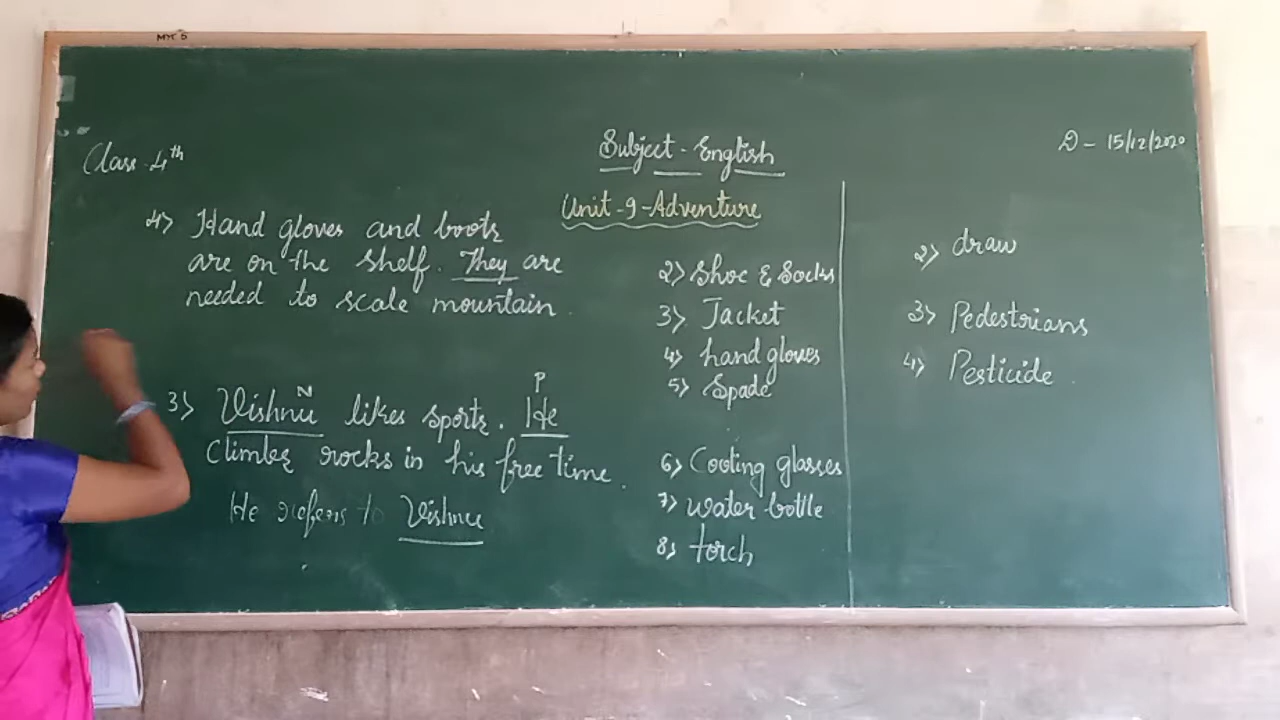 MYC 5
Class-4th
Subject-English
D-15/12/2020
Unit-9-Adventure
4> Hand gloves and boots
are on the shelf. They are
needed to scale mountain.
3> Vishnu N likes sports. He P
Climbs rocks in his free time.
He refers to Vishnu
2> Shoe & Socks
3> Jacket
4> hand gloves
5> Spade
6> Cooling glasses
7> water bottle
8> torch
2> draw
3> Pedestrians
4> Pesticide.